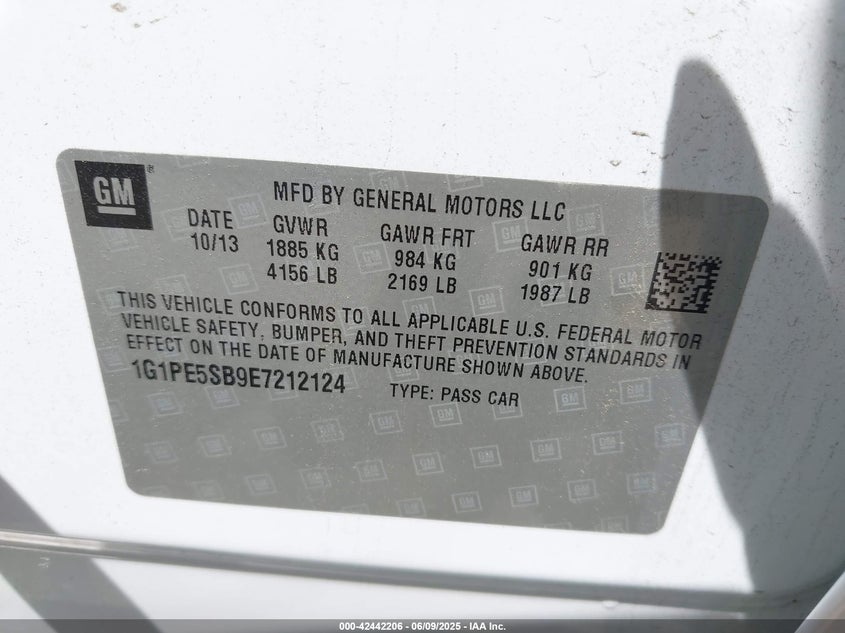 GM
MFD BY GENERAL MOTORS LLC
DATE GVWR GAWR FRT GAWR RR
10/13 1885 KG 984 KG 901 KG
4156 LB 2169 LB 1987 LB
THIS VEHICLE CONFORMS TO ALL APPLICABLE U.S. FEDERAL MOTOR
VEHICLE SAFETY, BUMPER, AND THEFT PREVENTION STANDARDS IN
EFFECT ON THE DATE OF MANUFACTURE SHOWN ABOVE.
1G1PE5SB9E7212124 TYPE: PASS CAR
000-42442206 - 06/09/2025 - IAA Inc.